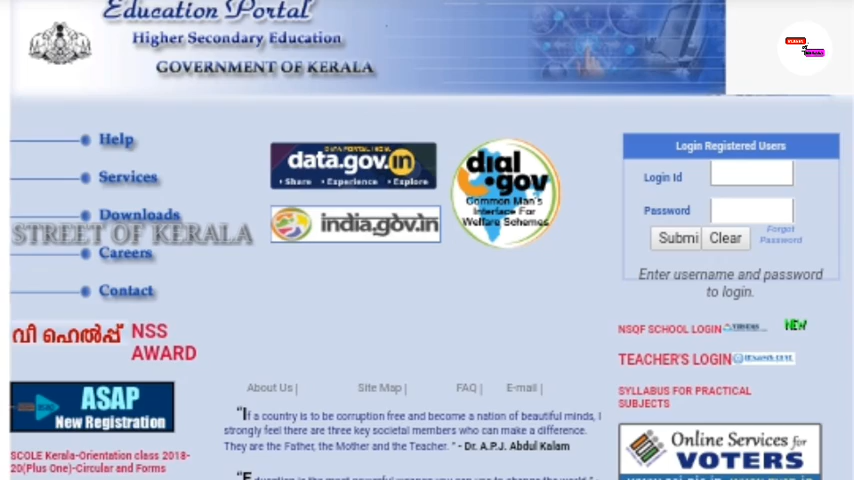 Education Portal
Higher Secondary Education
GOVERNMENT OF KERALA
Help
Services
Downloads
STREET OF KERALA
Careers
Contact
DATA PORTAL INDIA
data.gov.in
Share Experience Explore
india.gov.in
dial.gov
Common Man's
Interface For
Welfare Schemes
Login Registered Users
Login Id
Password
Submi Clear
Forgot
Password
Enter username and password
to login.
വീ ഹെൽപ്പ്
NSS
AWARD
ASAP
New Registration
SCOLE Kerala-Orientation class 2018-
20(Plus One)-Circular and Forms
About Us | Site Map | FAQ | E-mail |
"If a country is to be corruption free and become a nation of beautiful minds, I
strongly feel there are three key societal members who can make a difference.
They are the Father, the Mother and the Teacher. " - Dr. A.P.J. Abdul Kalam
NSQF SCHOOL LOGIN
NEW
TEACHER'S LOGIN
SYLLABUS FOR PRACTICAL
SUBJECTS
Online Services for
VOTERS